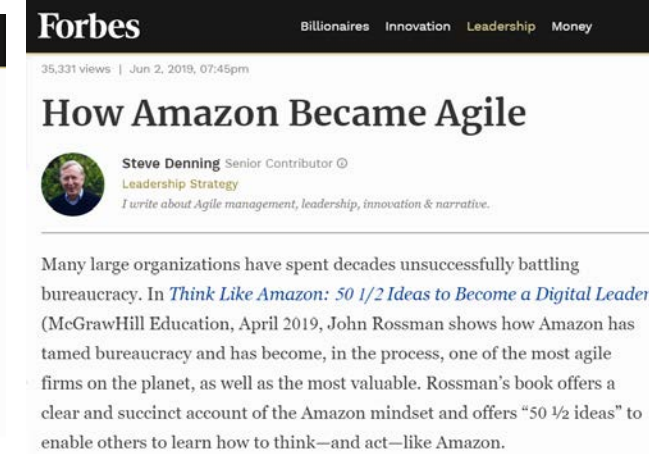 Forbes
Billionaires Innovation Leadership Money
35,331 views | Jun 2, 2019, 07:45pm
How Amazon Became Agile
Steve Denning Senior Contributor
Leadership Strategy
I write about Agile management, leadership, innovation & narrative.
Many large organizations have spent decades unsuccessfully battling
bureaucracy. In Think Like Amazon: 50 1/2 Ideas to Become a Digital Leader
(McGrawHill Education, April 2019, John Rossman shows how Amazon has
tamed bureaucracy and has become, in the process, one of the most agile
firms on the planet, as well as the most valuable. Rossman’s book offers a
clear and succinct account of the Amazon mindset and offers “50 ½ ideas” to
enable others to learn how to think—and act—like Amazon.